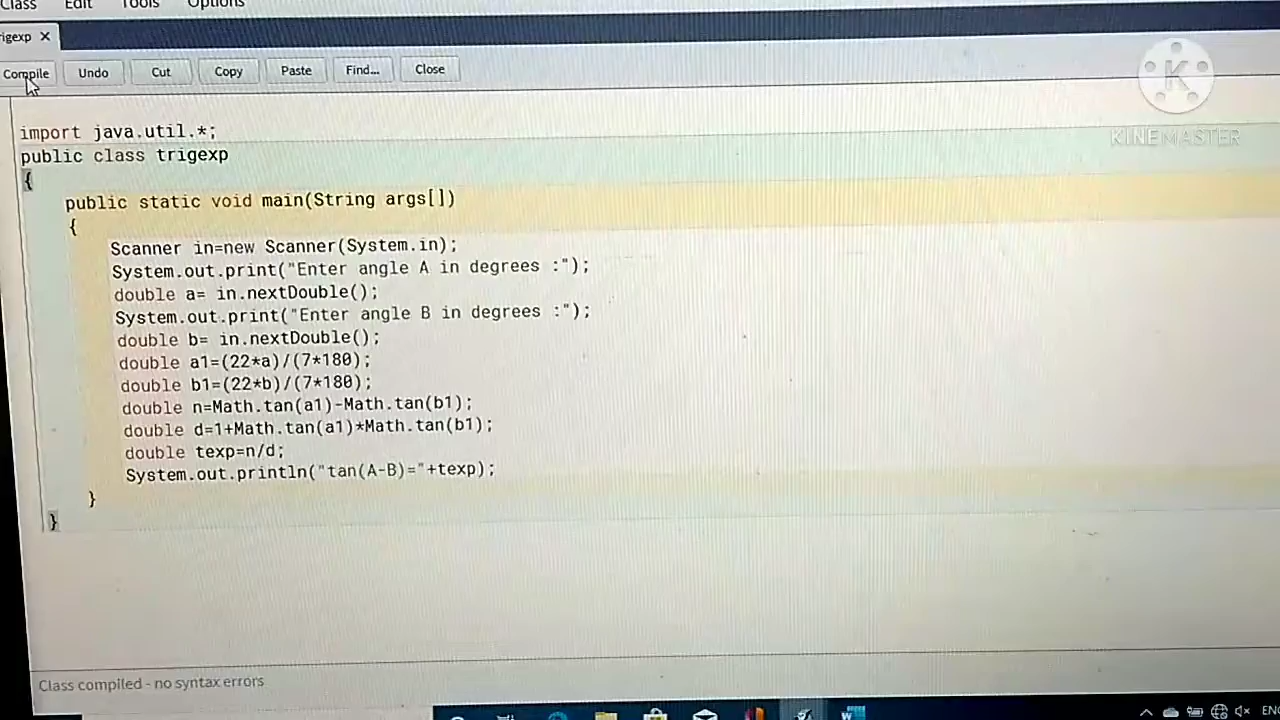 Class Edit Tools Options
rigexp X
Compile Undo Cut Copy Paste Find... Close
K
KINEMASTER
import java.util.*;
public class trigexp
{
public static void main(String args[])
{
Scanner in=new Scanner(System.in);
System.out.print("Enter angle A in degrees :");
double a= in.nextDouble();
System.out.print("Enter angle B in degrees :");
double b= in.nextDouble();
double a1=(22*a)/(7*180);
double b1=(22*b)/(7*180);
double n=Math.tan(a1)-Math.tan(b1);
double d=1+Math.tan(a1)*Math.tan(b1);
double texp=n/d;
System.out.println("tan(A-B)="+texp);
}
}
Class compiled - no syntax errors
ENG